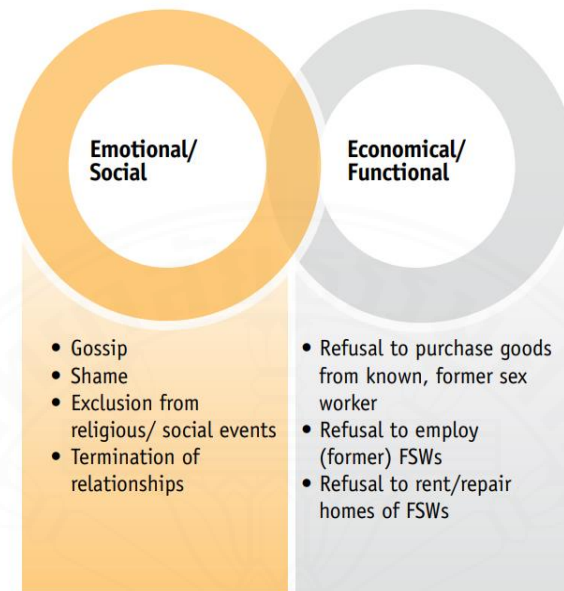 Emotional/
Social
Economical/
Functional
• Gossip
• Shame
• Exclusion from
religious/ social events
• Termination of
relationships
• Refusal to purchase goods
from known, former sex
worker
• Refusal to employ
(former) FSWs
• Refusal to rent/repair
homes of FSWs